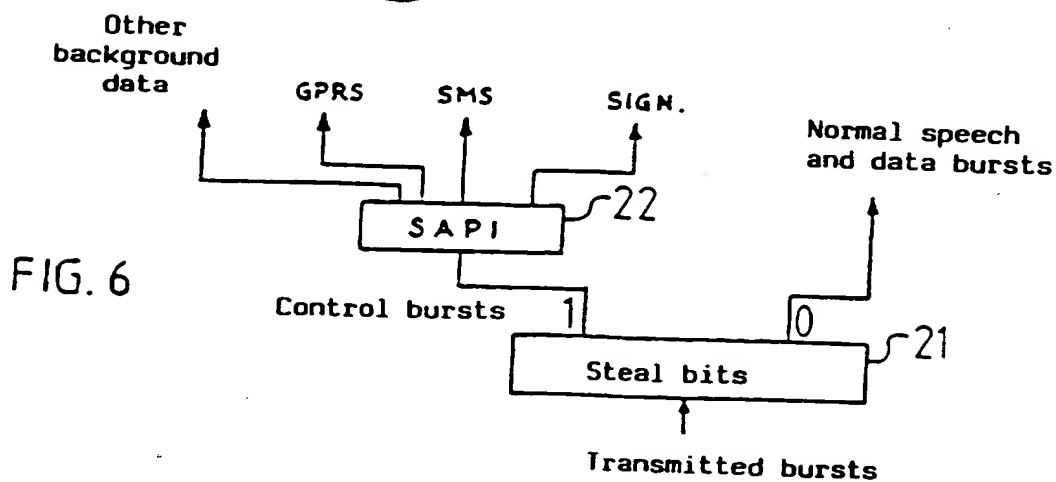 Other
background
data
GPRS
SMS
SIGN.
Normal speech
and data bursts
SAPI
22
FIG. 6
Control bursts
1
0
21
Steal bits
Transmitted bursts